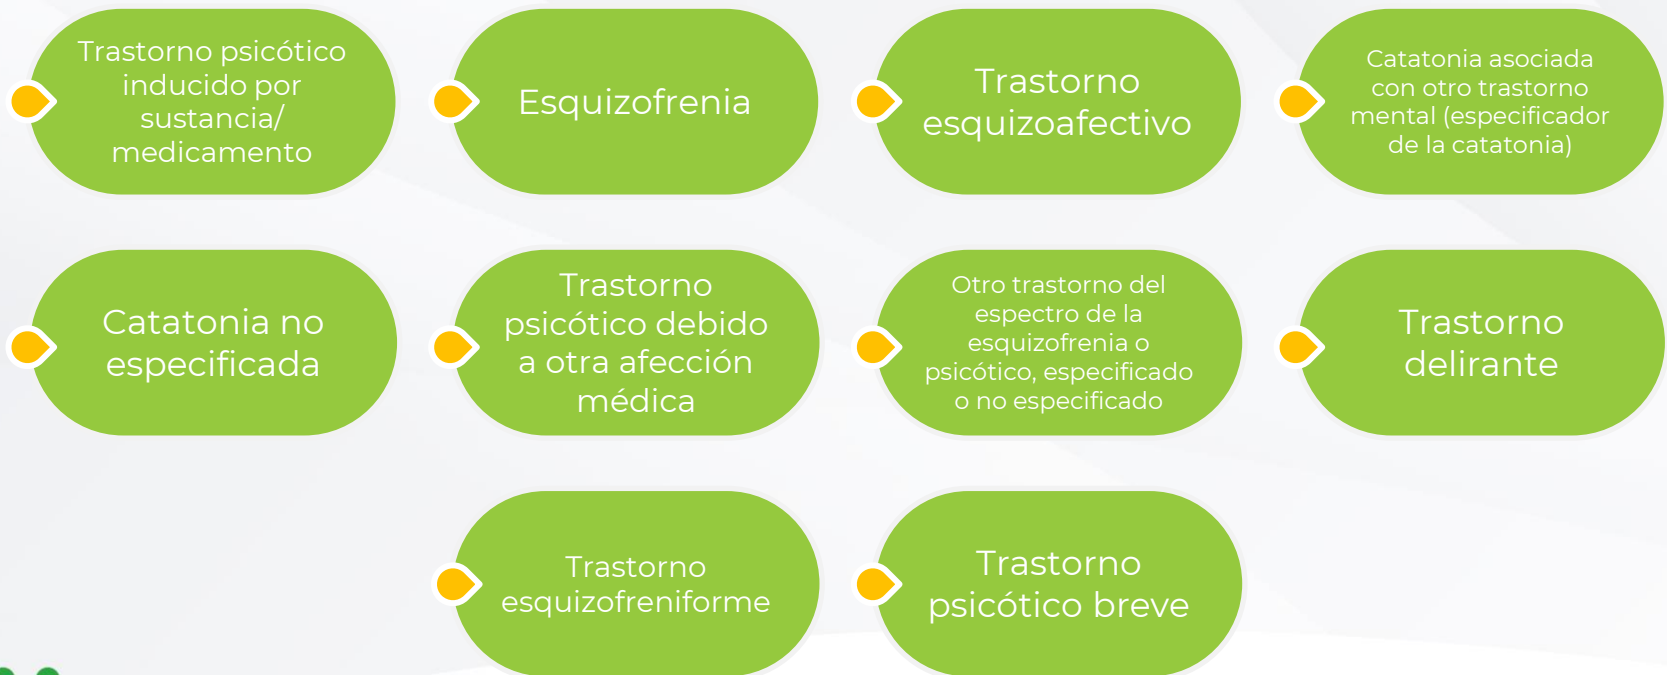 Trastorno psicótico
inducido por
sustancia/
medicamento
Esquizofrenia
Trastorno
esquizoafectivo
Catatonia asociada
con otro trastorno
mental (especificador
de la catatonia)
Catatonia no
especificada
Trastorno
psicótico debido
a otra afección
médica
Otro trastorno del
espectro de la
esquizofrenia o
psicótico, especificado
o no especificado
Trastorno
delirante
Trastorno
esquizofreniforme
Trastorno
psicótico breve